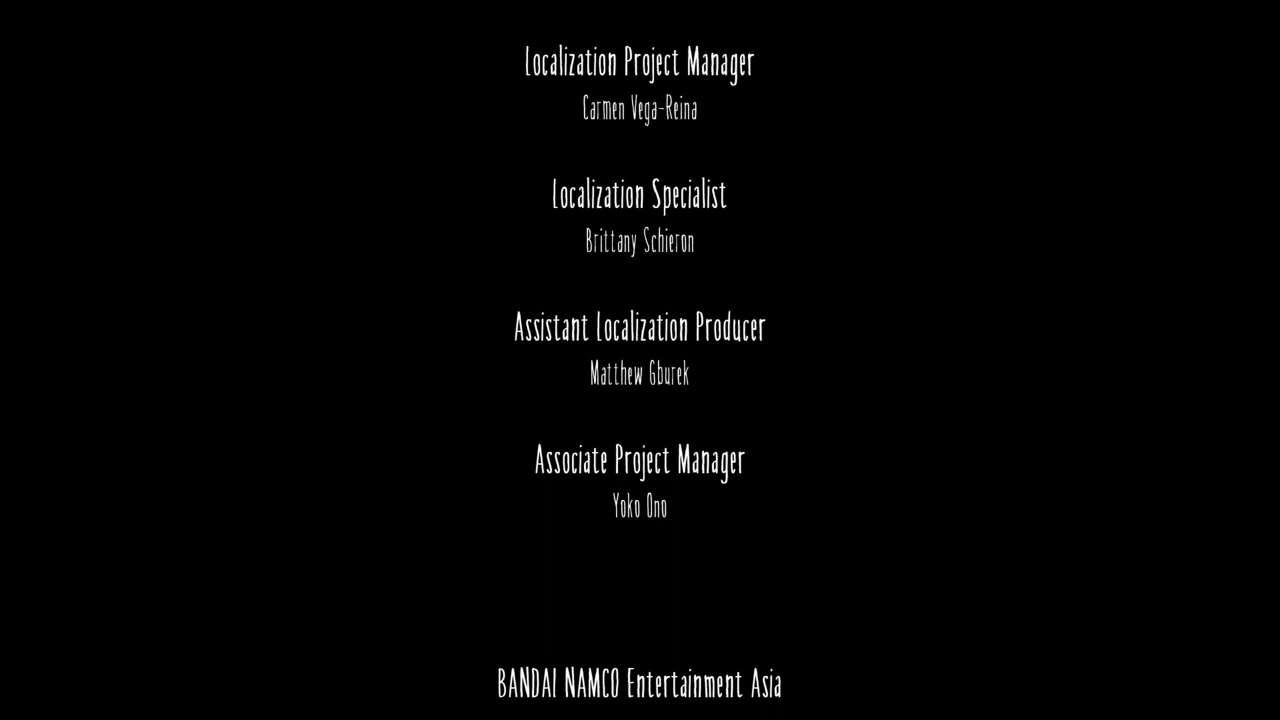 Localization Project Manager
Carmen Vega-Reina
Localization Specialist
Brittany Schieron
Assistant Localization Producer
Matthew Gburek
Associate Project Manager
Yoko Ono
BANDAI NAMCO Entertainment Asia